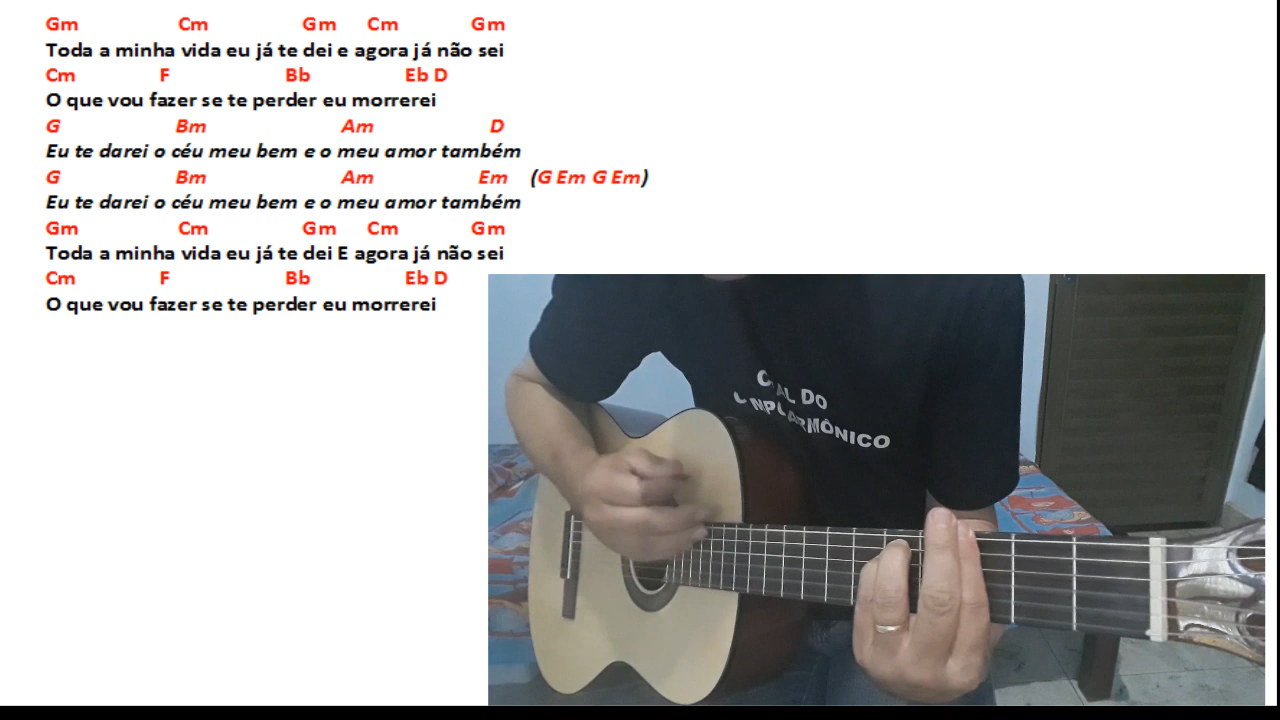 Gm Cm Gm Cm Gm
Toda a minha vida eu já te dei e agora já não sei
Cm F Bb Eb D
O que vou fazer se te perder eu morrerei
G Bm Am D
Eu te darei o céu meu bem e o meu amor também
G Bm Am Em (G Em G Em)
Eu te darei o céu meu bem e o meu amor também
Gm Cm Gm Cm Gm
Toda a minha vida eu já te dei E agora já não sei
Cm F Bb Eb D
O que vou fazer se te perder eu morrerei
DO